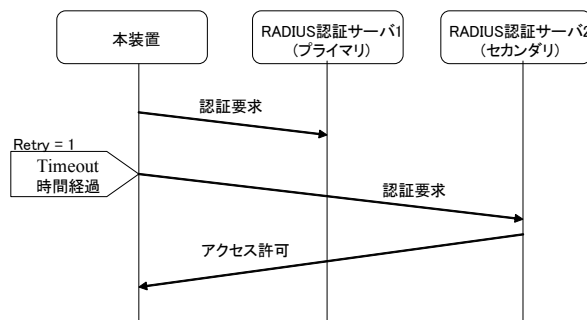 本装置
RADIUS認証サーバ1
(プライマリ)
RADIUS認証サーバ2
(セカンダリ)
認証要求
Retry = 1
Timeout
時間経過
認証要求
アクセス許可